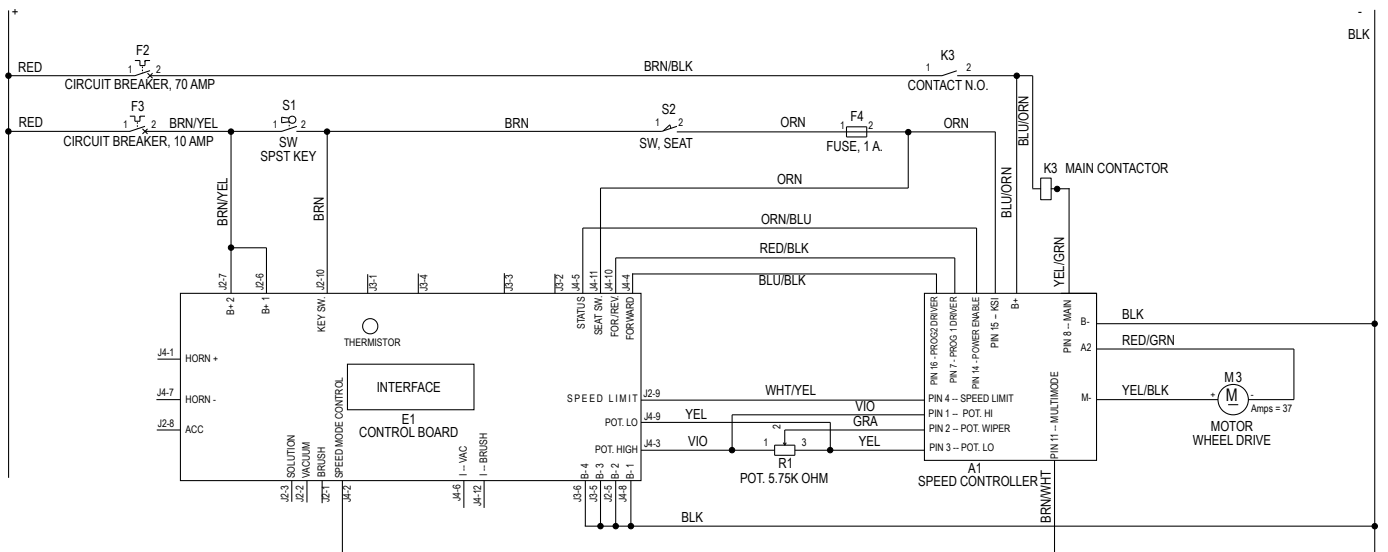 +
-
BLK
F2
K3
RED
1 2
BRN/BLK
1 2
CIRCUIT BREAKER, 70 AMP
CONTACT N.O.
F3
S1
S2
F4
RED
1 2
BRN/YEL
1 2
BRN
1 2
ORN
1 2
ORN
BLU/ORN
CIRCUIT BREAKER, 10 AMP
SW
SPST KEY
SW, SEAT
FUSE, 1 A.
K3 MAIN CONTACTOR
ORN
BRN/YEL
BRN
BLU/ORN
BLU/ORN
ORN/BLU
RED/BLK
BLU/BLK
YEL/GRN
J2-7
J2-6
J2-10
J3-1
J3-4
J3-3
J3-2
J4-5
J4-11
J4-10
J4-4
B+ 2
B+ 1
KEY SW.
STATUS
SEAT SW.
FOR./REV.
FORWARD
PIN 16 - PROG2 DRIVER
PIN 7 - PROG 1 DRIVER
PIN 14 - POWER ENABLE
PIN 15 – KSI
B+
PIN 8 -- MAIN
B-
BLK
THERMISTOR
A2
RED/GRN
J4-1
HORN +
INTERFACE
J4-7
HORN -
E1
CONTROL BOARD
J2-8
ACC
SPEED LIMIT
J2-9
WHT/YEL
PIN 4 -- SPEED LIMIT
M-
YEL/BLK
M3
+
M
-
Amps = 37
MOTOR
WHEEL DRIVE
VIO
PIN 1 -- POT. HI
POT. LO
J4-9
YEL
GRA
PIN 2 -- POT. WIPER
POT. HIGH
J4-3
VIO
1
2
3
YEL
PIN 3 -- POT. LO
R1
POT. 5.75K OHM
PIN 11 -- MULTIMODE
A1
SPEED CONTROLLER
SOLUTION
VACUUM
BRUSH
SPEED MODE CONTROL
I -- VAC
I -- BRUSH
B- 4
B- 3
B- 2
B- 1
J2-3
J2-2
J2-1
J4-2
J4-6
J4-12
J3-6
J3-5
J2-5
J4-8
BLK
BRN/WHT